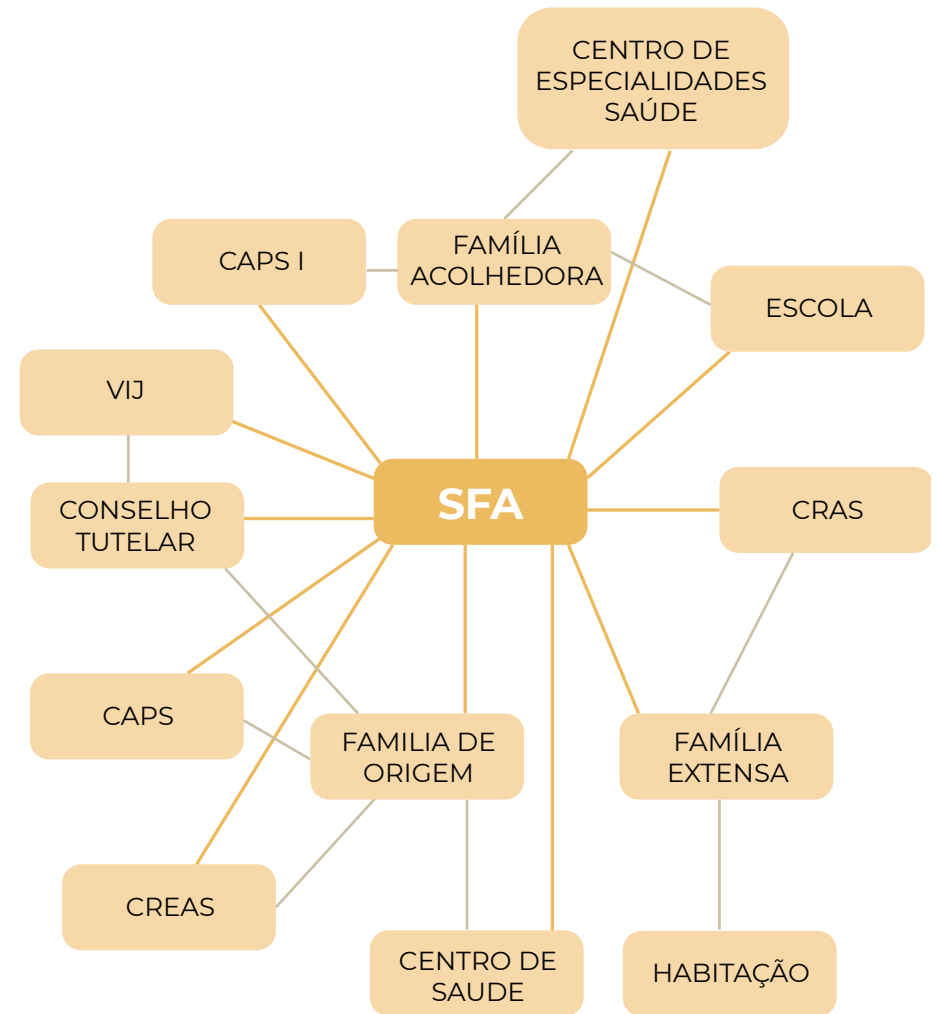 CENTRO DE
ESPECIALIDADES
SAÚDE
CAPS I
FAMÍLIA
ACOLHEDORA
ESCOLA
VIJ
SFA
CONSELHO
TUTELAR
CRAS
CAPS
FAMILIA DE
ORIGEM
FAMÍLIA
EXTENSA
CREAS
CENTRO DE
SAUDE
HABITAÇÃO